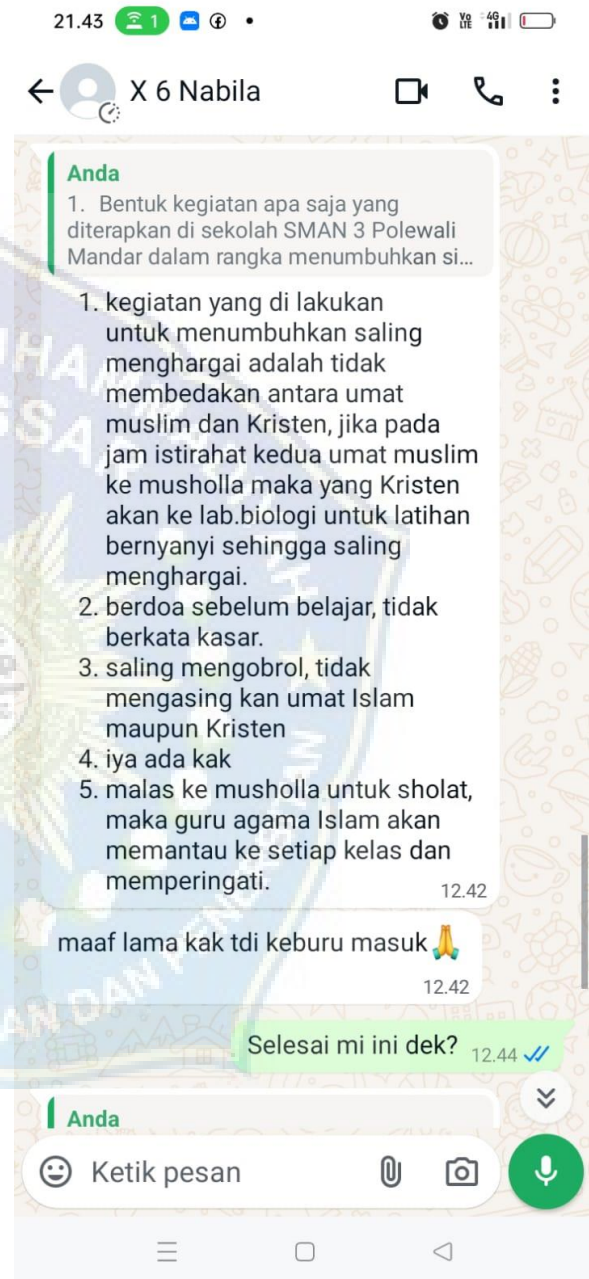 21.43
1
X 6 Nabila
Anda
1. Bentuk kegiatan apa saja yang
diterapkan di sekolah SMAN 3 Polewali
Mandar dalam rangka menumbuhkan si...
1. kegiatan yang di lakukan
untuk menumbuhkan saling
menghargai adalah tidak
membedakan antara umat
muslim dan Kristen, jika pada
jam istirahat kedua umat muslim
ke musholla maka yang Kristen
akan ke lab.biologi untuk latihan
bernyanyi sehingga saling
menghargai.
2. berdoa sebelum belajar, tidak
berkata kasar.
3. saling mengobrol, tidak
mengasing kan umat Islam
maupun Kristen
4. iya ada kak
5. malas ke musholla untuk sholat,
maka guru agama Islam akan
memantau ke setiap kelas dan
memperingati.
12.42
maaf lama kak tdi keburu masuk🙏
12.42
Selesai mi ini dek? 12.44
Anda
Ketik pesan